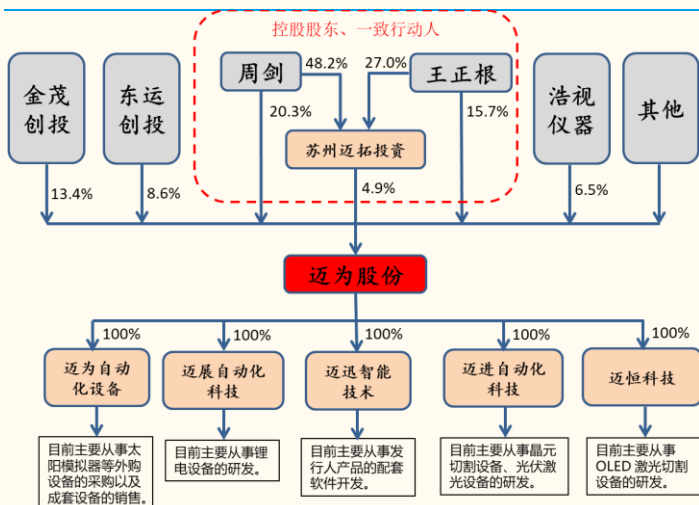 控股股东、一致行动人
金茂
创投
东运
创投
周剑
48.2%
27.0%
王正根
浩视
仪器
其他
20.3%
15.7%
苏州迈拓投资
13.4%
8.6%
4.9%
6.5%
迈为股份
100%
100%
100%
100%
100%
迈为自动
化设备
迈展自动化
科技
迈迅智能
技术
迈进自动化
科技
迈恒科技
目前主要从事太
阳模拟器等外购
设备的采购以及
成套设备的销售。
目前主要从事锂
电设备的研发。
目前主要从事发
行人产品的配套
软件开发。
目前主要从事晶元
切割设备、光伏激
光设备的研发。
目前主要从事
OLED 激光切割
设备的研发。